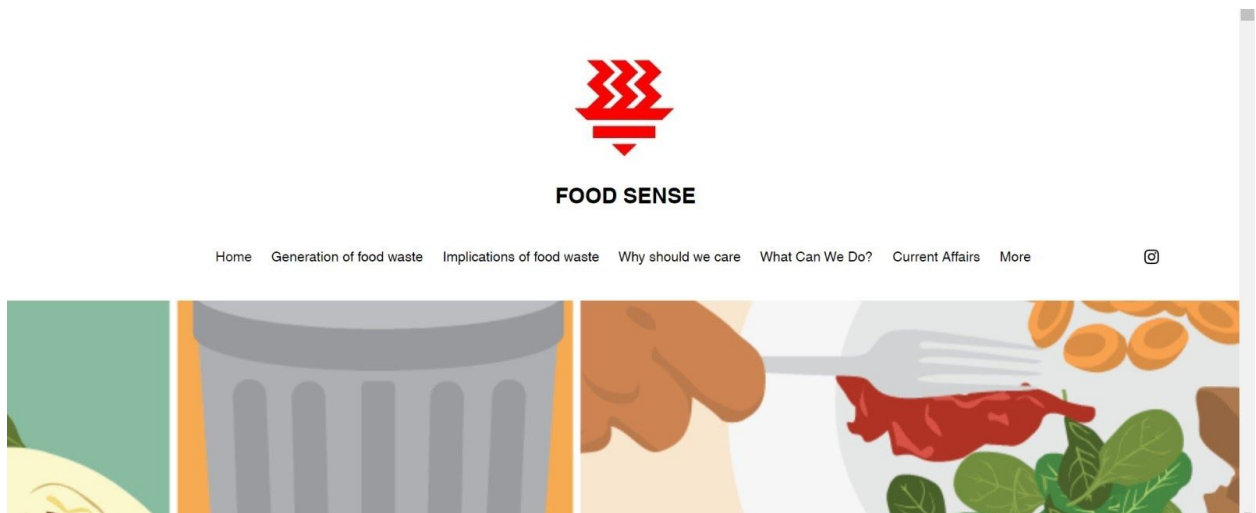 FOOD SENSE
Home Generation of food waste Implications of food waste Why should we care What Can We Do? Current Affairs More